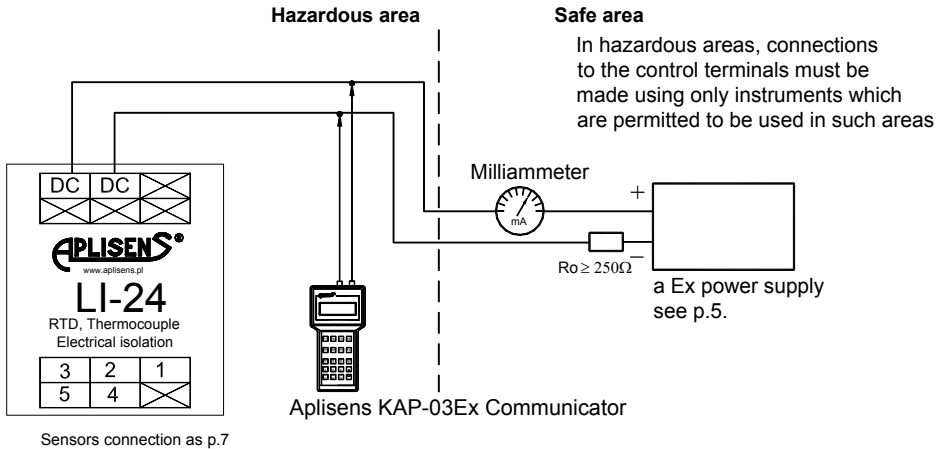 Hazardous area
Safe area
In hazardous areas, connections
to the control terminals must be
made using only instruments which
are permitted to be used in such areas
DC DC
APLISENS®
www.aplisens.pl
LI-24
RTD, Thermocouple
Electrical isolation
3 2 1
5 4
Sensors connection as p.7
Aplisens KAP-03Ex Communicator
Milliammeter
mA
+
Ro ≥ 250Ω
−
a Ex power supply
see p.5.